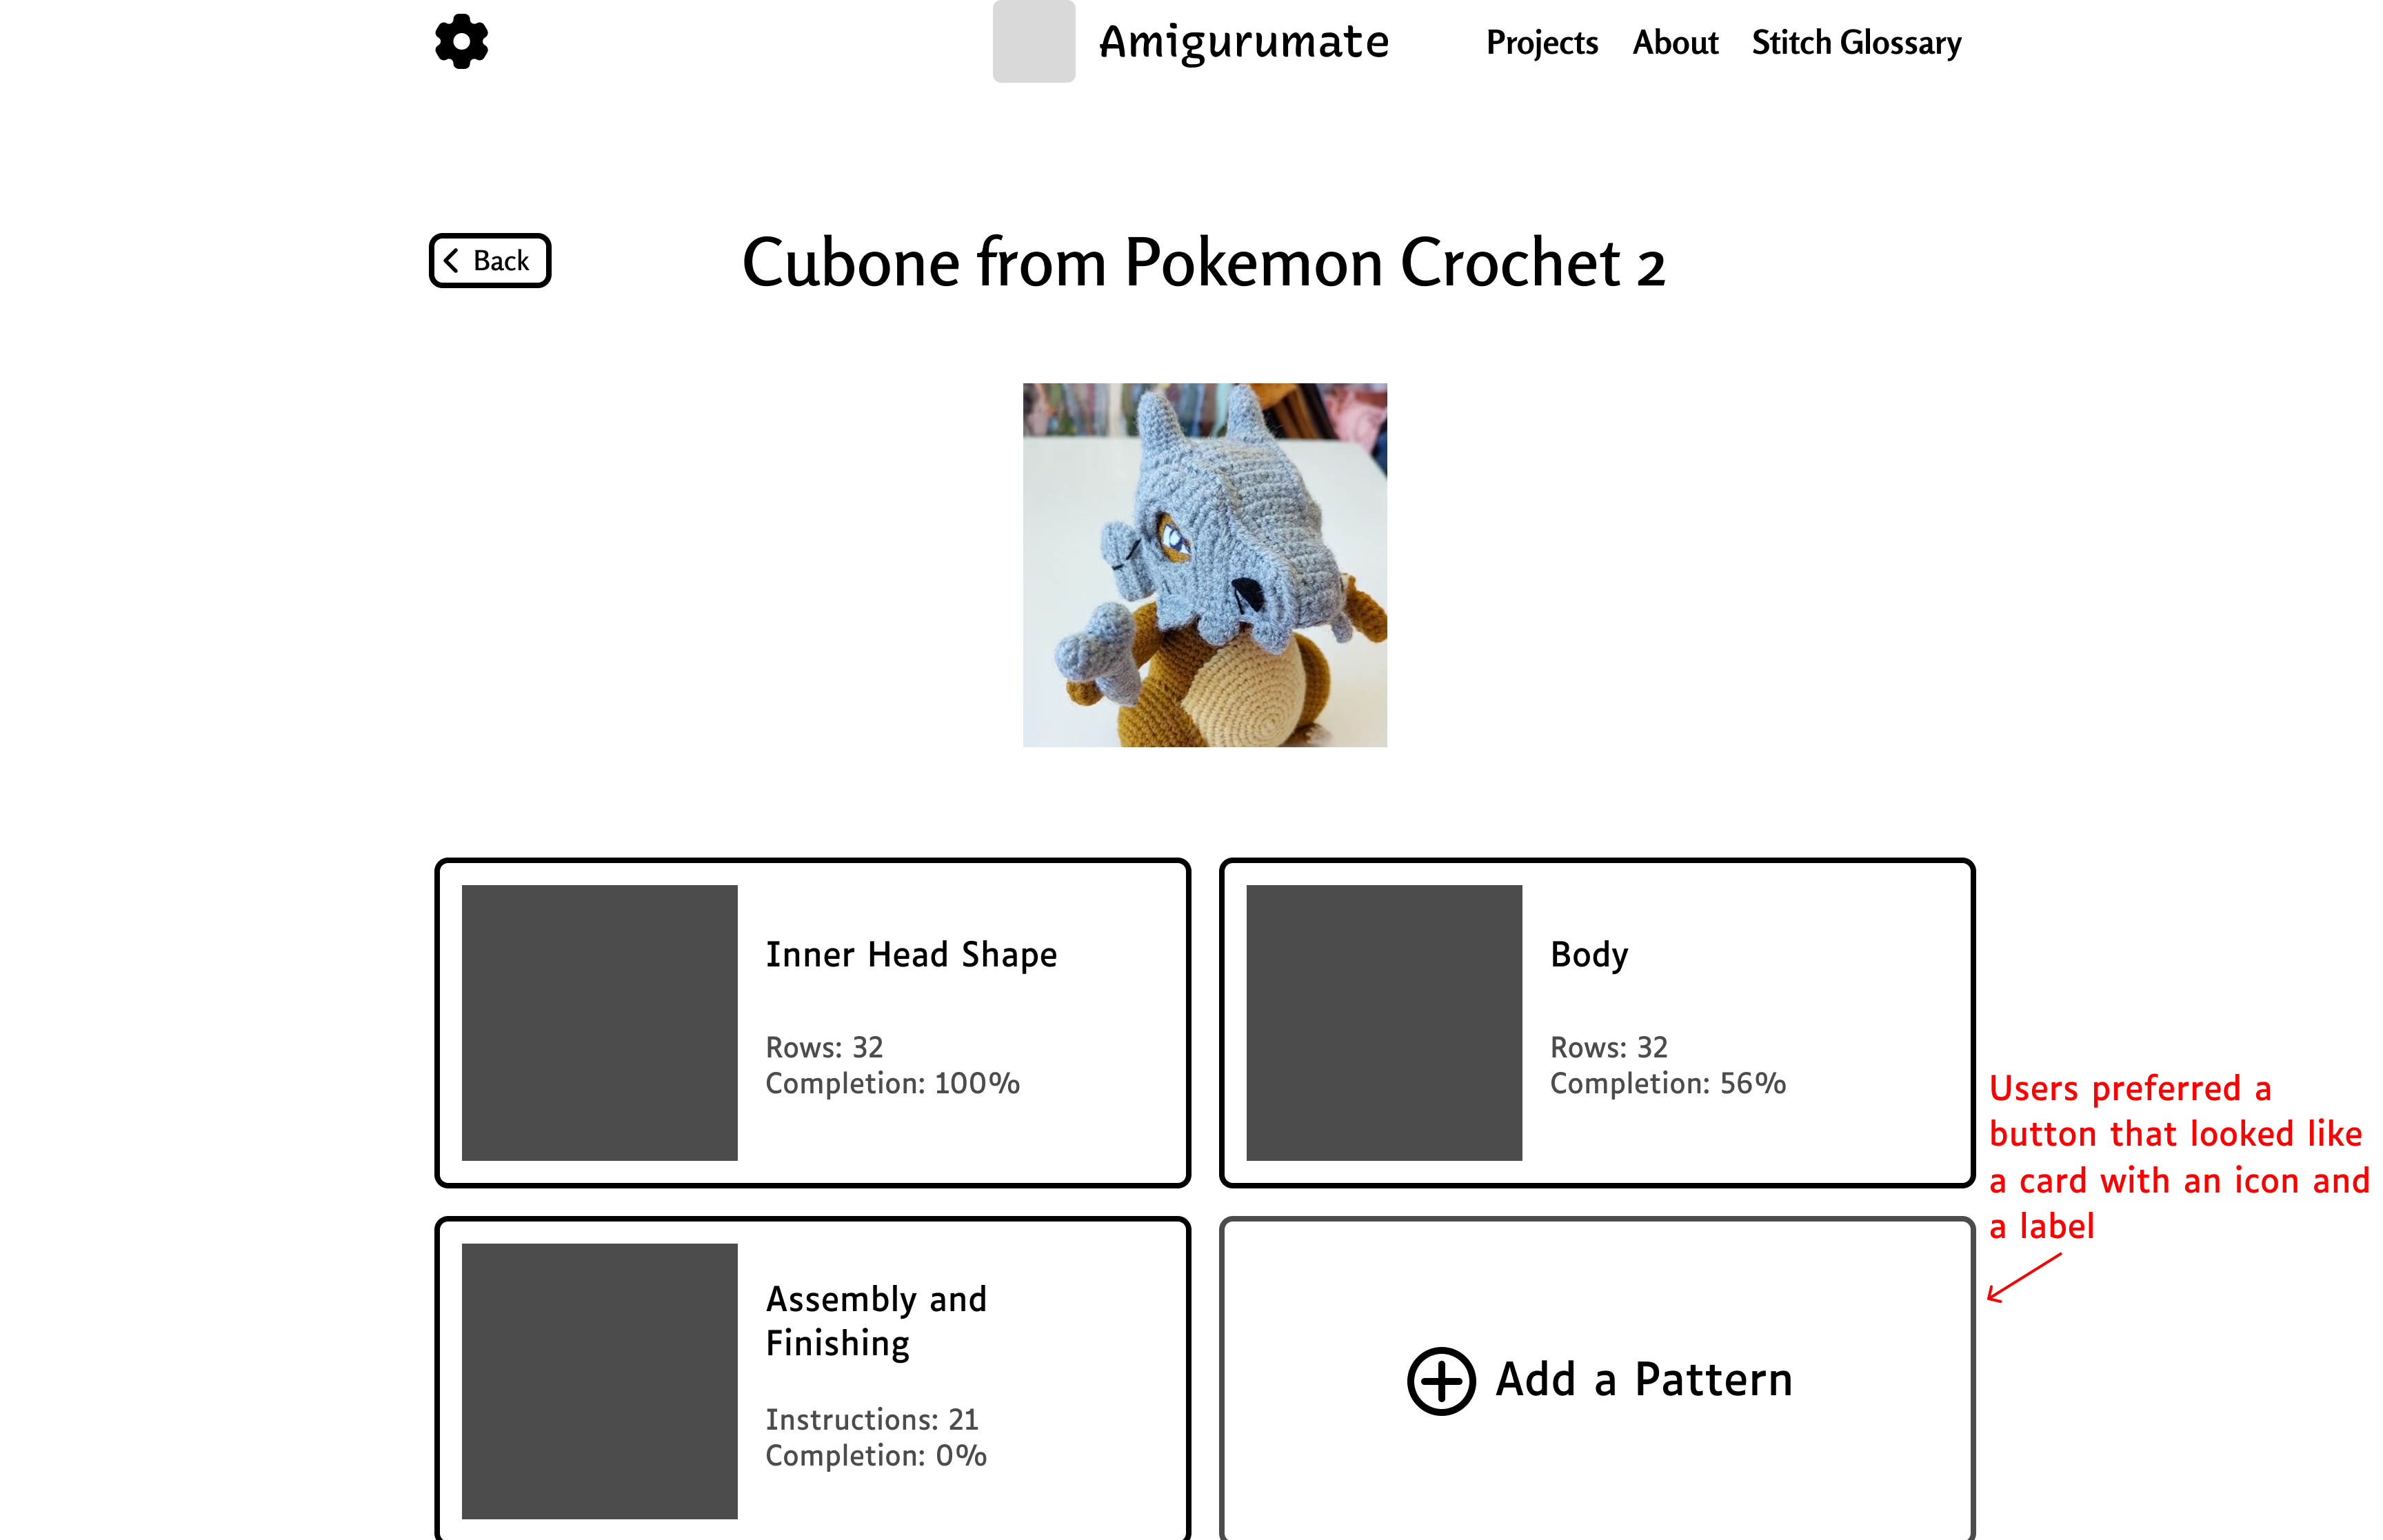 Amigurumate
Projects
About
Stitch Glossary
Back
Cubone from Pokemon Crochet 2
Inner Head Shape
Rows: 32
Completion: 100%
Body
Rows: 32
Completion: 56%
Users preferred a
button that looked like
a card with an icon and
a label
Assembly and
Finishing
Instructions: 21
Completion: 0%
Add a Pattern